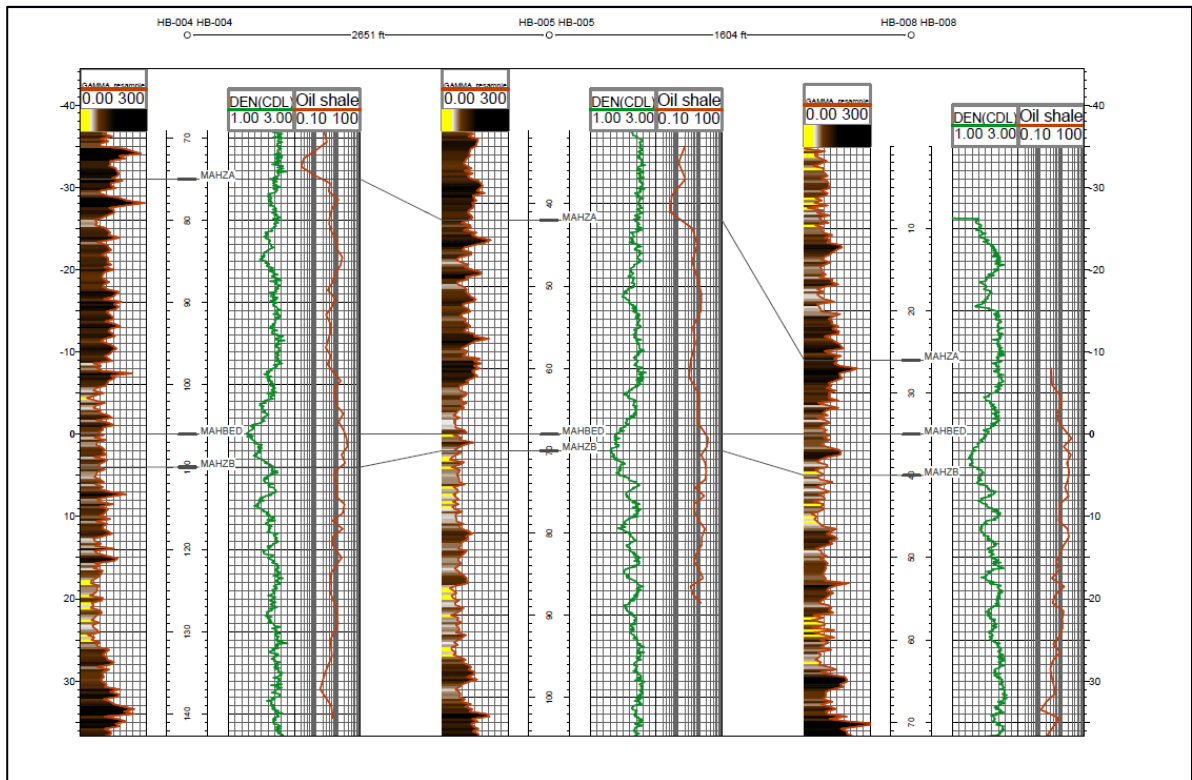 HB-004 HB-004 HB-005 HB-005 HB-008 HB-008
2651 ft 1604 ft
GAMMA_resample GAMMA_resample GAMMA_resample
0.00 300 0.00 300 0.00 300
DEN(CDL) Oil shale DEN(CDL) Oil shale DEN(CDL) Oil shale
1.00 3.00 0.10 100 1.00 3.00 0.10 100 1.00 3.00 0.10 100
-40 -40
70
MAHZA
-30 40 -30
80 MAHZA 10
-20 50 -20
90 20
MAHZA
-10 60 -10
100 30
0 MAHBED MAHBED MAHBED 0
70
MAHZB MAHZB MAHZB
110 40
10 80 10
120 50
20 90 20
130 60
30 100 30
140 70